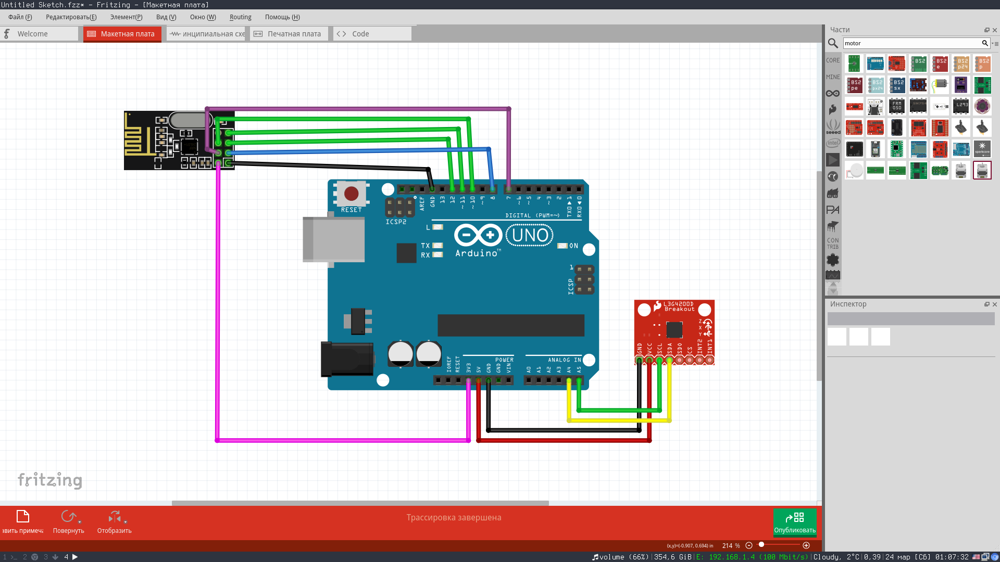 Untitled Sketch.fzz* - Fritzing - [Макетная плата]
Файл (F) Редактировать(E) Элемент(P) Вид (V) Окно (W) Routing Помощь (H)
Welcome
Макетная плата
инципиальная схе
Печатная плата
Code
Части
motor
CORE
MINE
seeed
intel
PA
CON
TRIB
BS2
BS2
e
BS2
p24
BS2
p
BS2
pe
BS2
px24
BS2
sx
FRM
050
L293
sparkcore
RESET
ICSP2
AREF
GND
13
12
~11
~10
~9
8
7
~6
~5
4
~3
2
TXO 1
RXO 0
DIGITAL (PWM=~)
L
TX
RX
UNO
Arduino™
ON
1
ICSP
IOREF
RESET
3V3
5V
GND
GND
VIN
POWER
ANALOG IN
A0
A1
A2
A3
A4
A5
L3G4200D
Breakout
Z
X
Y
GND
VCC
SCL
SDA
SDO
CS
INT2
INT1
Инспектор
fritzing
авить примеча
Повернуть
Отобразить
Трассировка завершена
Опубликовать
(x,y)=(-0.907, 0.694) in
214 %
1 2 3 4
volume (66%) 354,6 GiB E: 192.168.1.4 (100 Mbit/s) Cloudy, 2°C 0,39 24 мар [Сб] 01:07:32